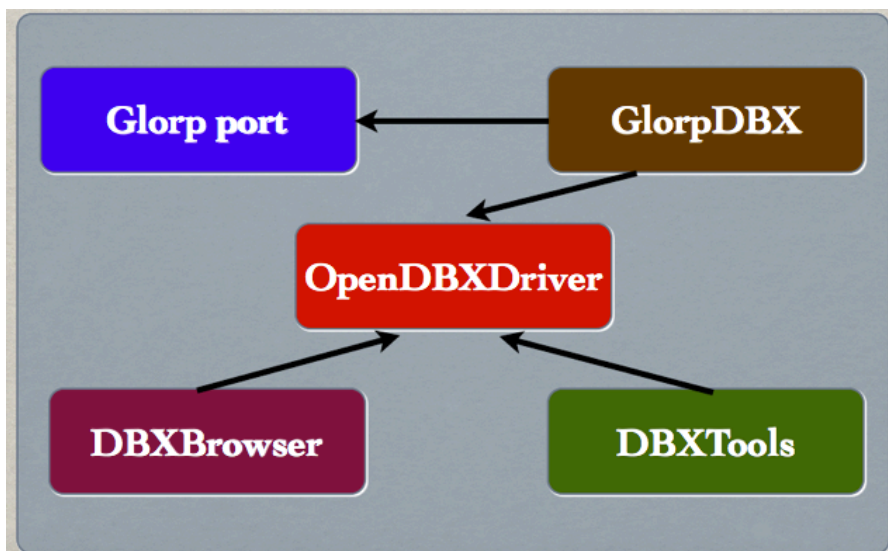 Glorp port
GlorpDBX
OpenDBXDriver
DBXBrowser
DBXTools